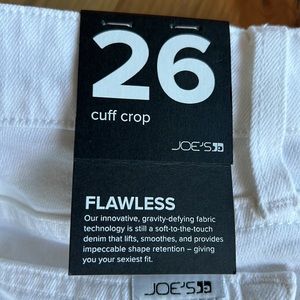 26
cuff crop
JOE'S
FLAWLESS
Our innovative, gravity-defying fabric
technology is still a soft-to-the-touch
denim that lifts, smoothes, and provides
impeccable shape retention – giving
you your sexiest fit.
JOE'S